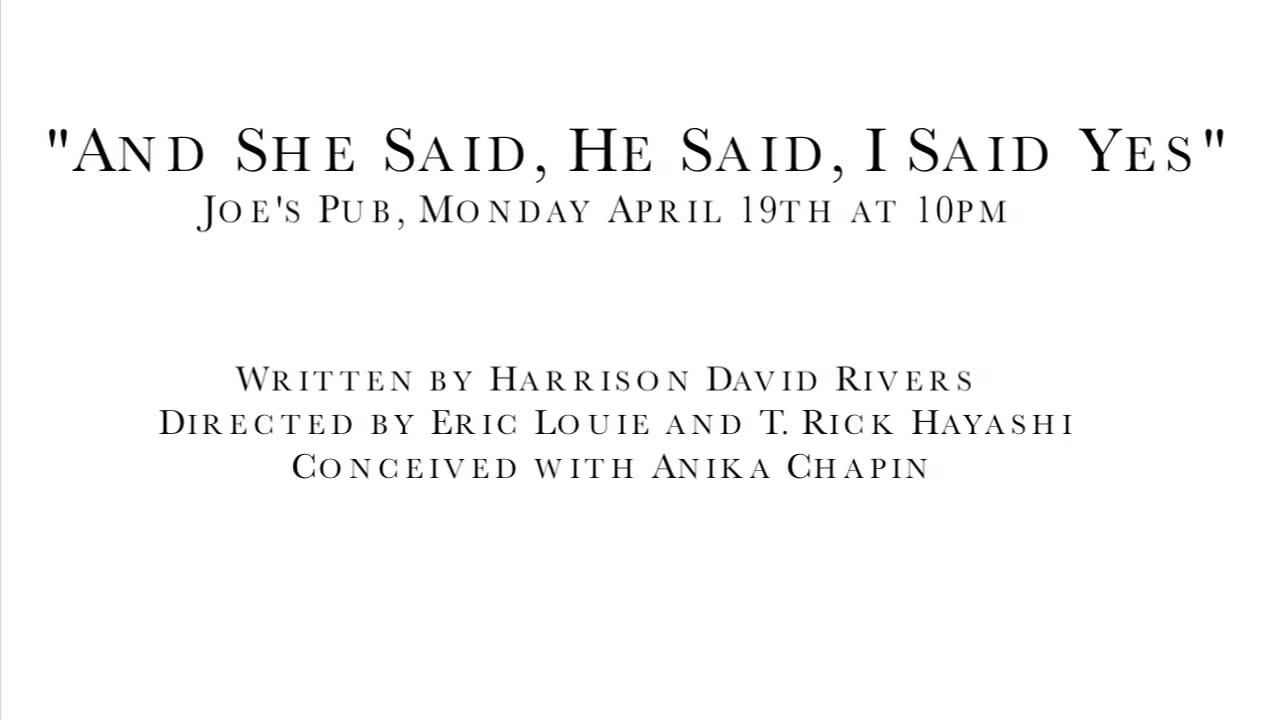 "And She Said, He Said, I Said Yes"
Joe's Pub, Monday April 19th at 10pm
Written by Harrison David Rivers
Directed by Eric Louie and T. Rick Hayashi
Conceived with Anika Chapin